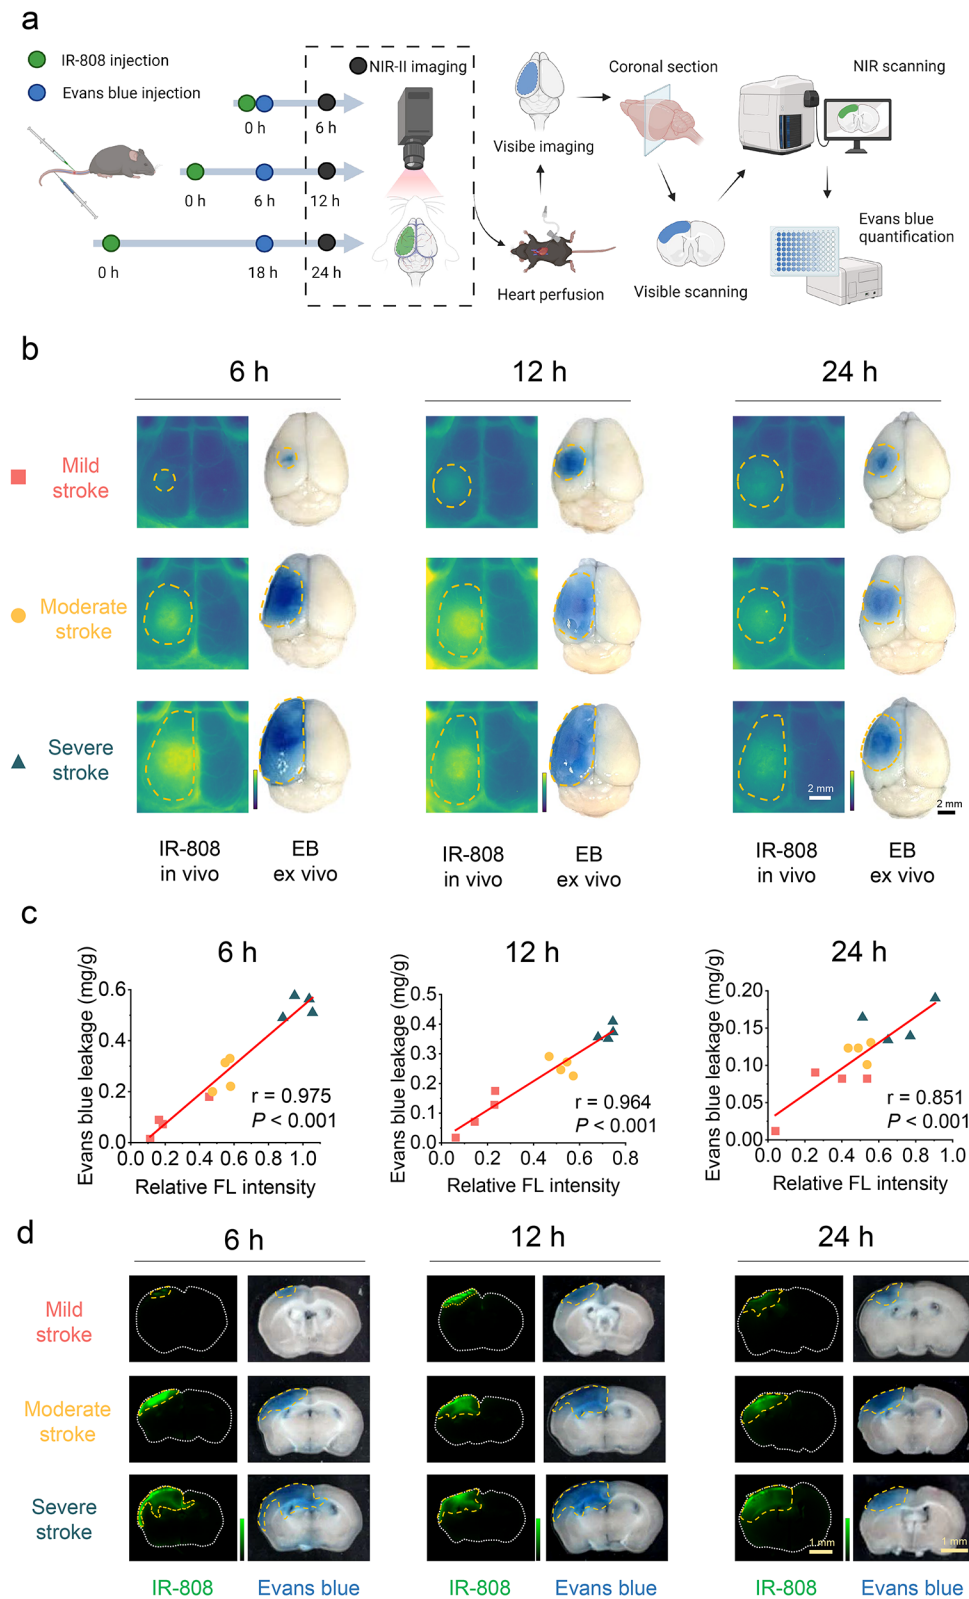 a
IR-808 injection
Evans blue injection
NIR-II imaging
0 h
6 h
0 h
6 h
12 h
0 h
18 h
24 h
Visibe imaging
Coronal section
NIR scanning
Heart perfusion
Visible scanning
Evans blue
quantification
b
6 h
12 h
24 h
Mild
stroke
Moderate
stroke
Severe
stroke
2 mm
2 mm
IR-808
in vivo
EB
ex vivo
IR-808
in vivo
EB
ex vivo
IR-808
in vivo
EB
ex vivo
c
6 h
Evans blue leakage (mg/g)
0.6
0.4
0.2
0.0
r = 0.975
P < 0.001
0.0 0.2 0.4 0.6 0.8 1.0
Relative FL intensity
12 h
Evans blue leakage (mg/g)
0.5
0.4
0.3
0.2
0.1
0.0
r = 0.964
P < 0.001
0.0 0.2 0.4 0.6 0.8
Relative FL intensity
24 h
Evans blue leakage (mg/g)
0.20
0.15
0.10
0.05
0.00
r = 0.851
P < 0.001
0.0 0.2 0.4 0.6 0.8 1.0
Relative FL intensity
d
6 h
12 h
24 h
Mild
stroke
Moderate
stroke
Severe
stroke
1 mm
1 mm
IR-808
Evans blue
IR-808
Evans blue
IR-808
Evans blue